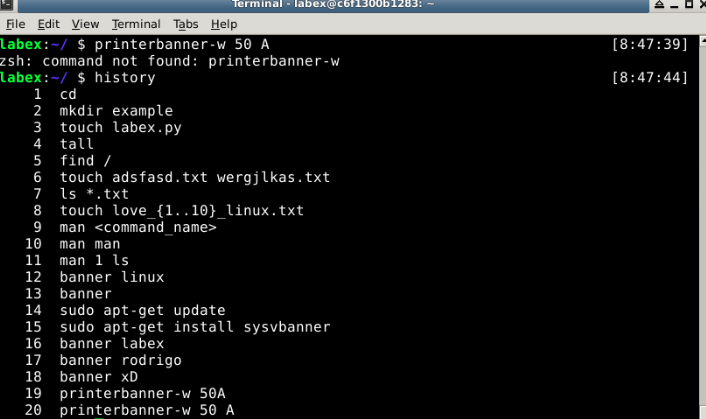 Terminal - labex@c6f1300b1283: ~
File Edit View Terminal Tabs Help
labex:~/ $ printerbanner-w 50 A [8:47:39]
zsh: command not found: printerbanner-w
labex:~/ $ history [8:47:44]
1 cd
2 mkdir example
3 touch labex.py
4 tall
5 find /
6 touch adsfasd.txt wergjlkas.txt
7 ls *.txt
8 touch love_{1..10}_linux.txt
9 man <command_name>
10 man man
11 man 1 ls
12 banner linux
13 banner
14 sudo apt-get update
15 sudo apt-get install sysvbanner
16 banner labex
17 banner rodrigo
18 banner xD
19 printerbanner-w 50A
20 printerbanner-w 50 A